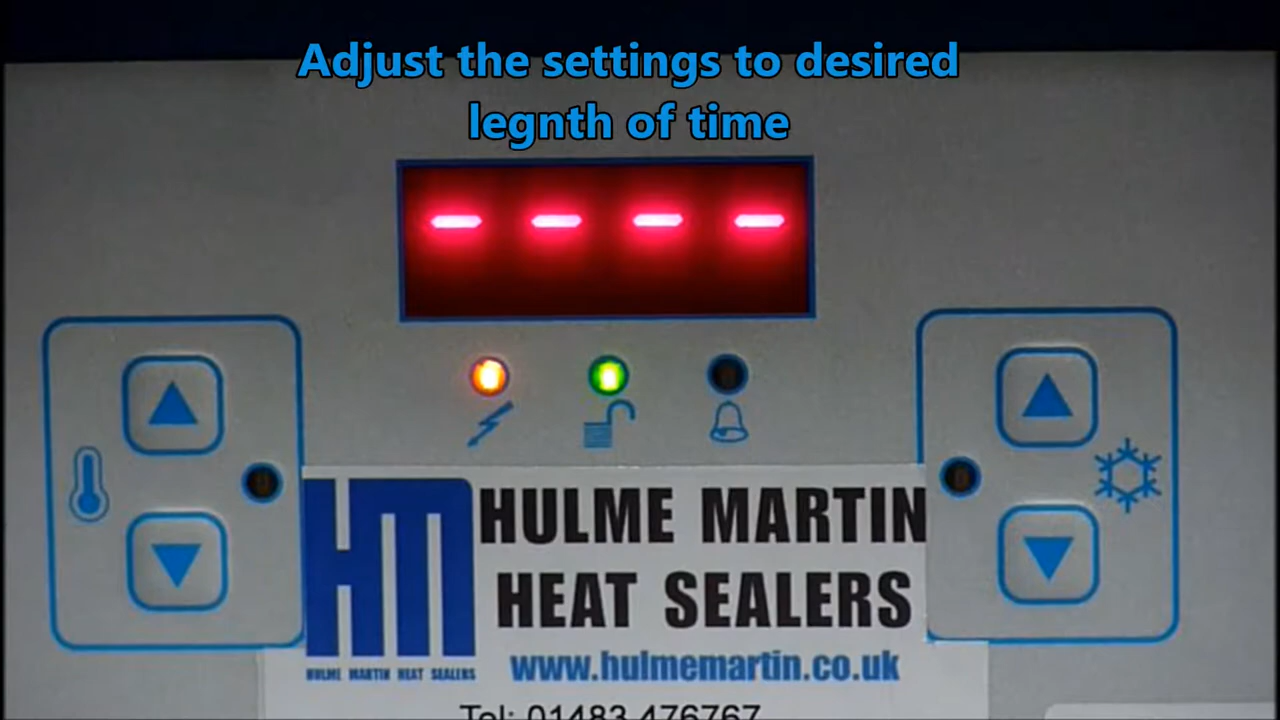 Adjust the settings to desired
legnth of time
- - - -
HULME MARTIN
HEAT SEALERS
HM
HULME MARTIN HEAT SEALERS
www.hulmemartin.co.uk
Tel: 01483 476767